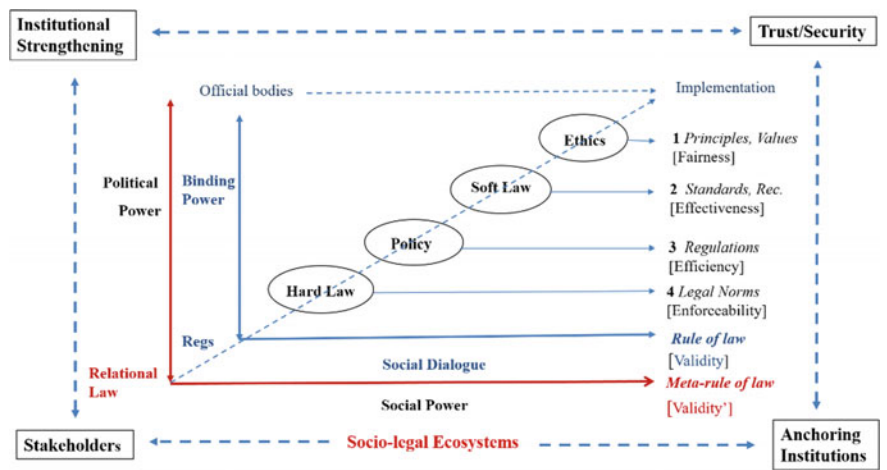 Institutional
Strengthening
Trust/Security
Official bodies
Implementation
Ethics
1 Principles, Values
[Fairness]
Political
Power
Binding
Power
Soft Law
2 Standards, Rec.
[Effectiveness]
Policy
3 Regulations
[Efficiency]
Hard Law
4 Legal Norms
[Enforceability]
Regs
Rule of law
[Validity]
Relational
Law
Social Dialogue
Meta-rule of law
Social Power
[Validity’]
Stakeholders
Socio-legal Ecosystems
Anchoring
Institutions